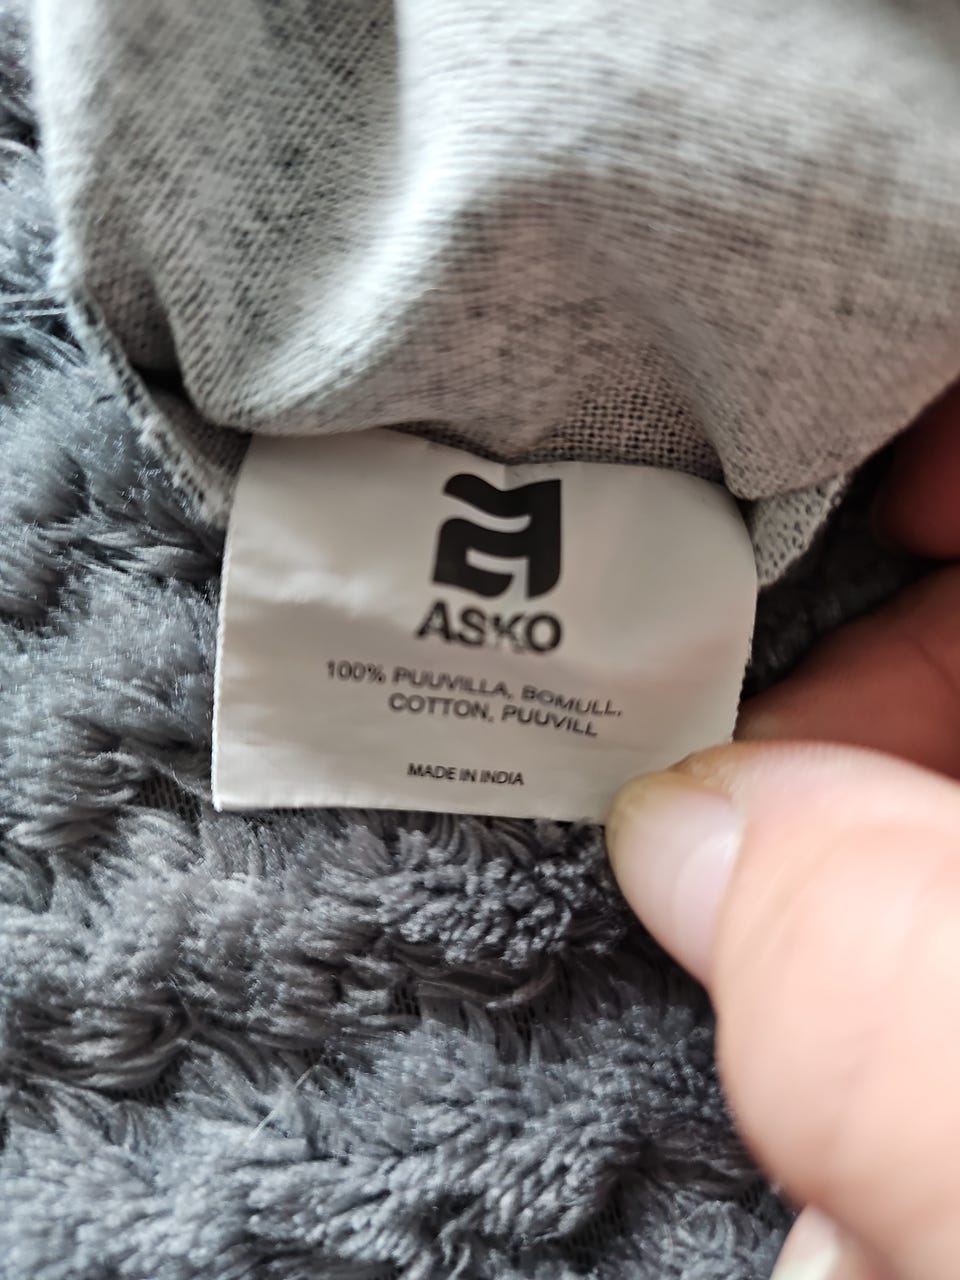 ASKO
100% PUUVILLA, BOMULL,
COTTON, PUUVILL
MADE IN INDIA